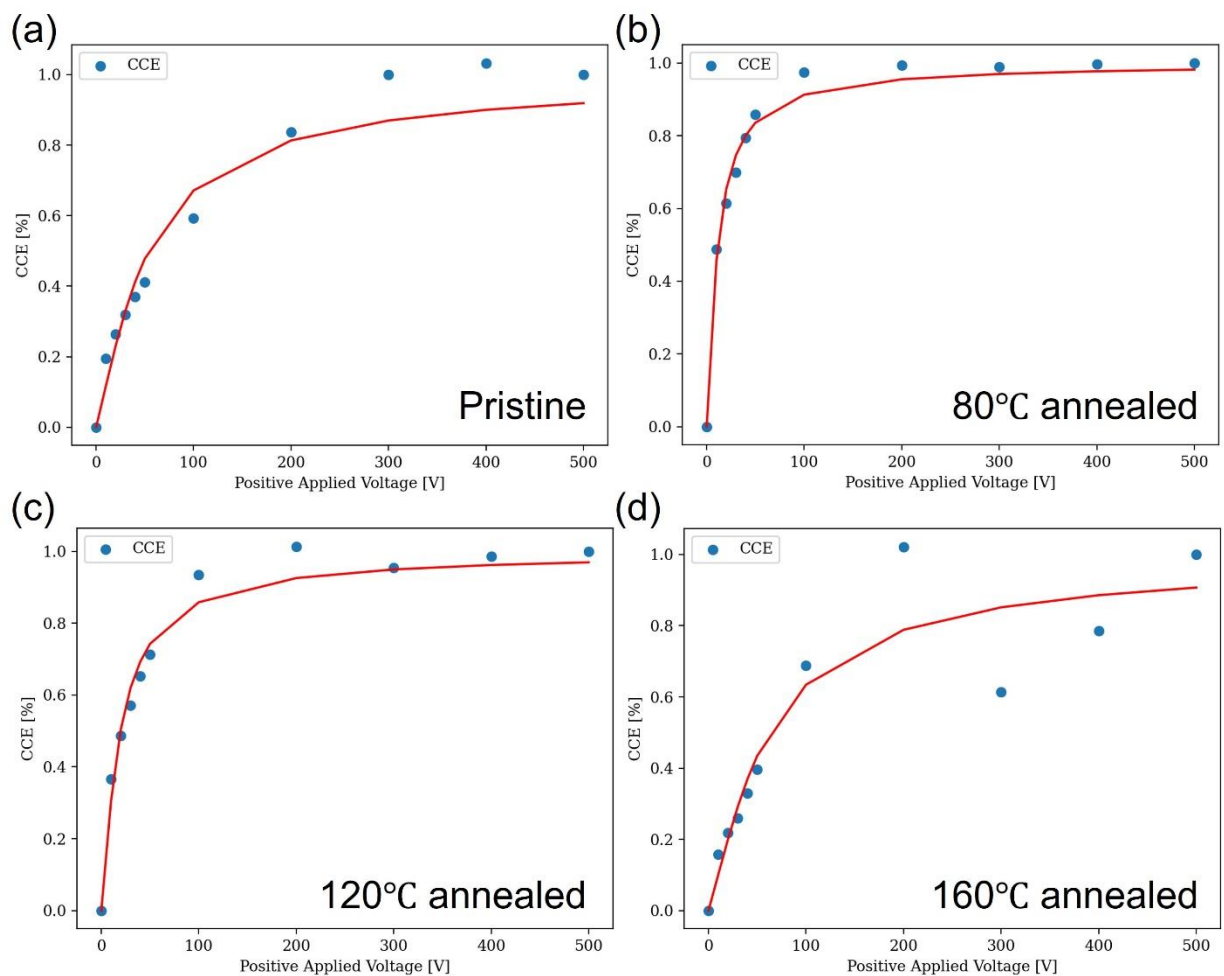 (a)
CCE
1.0
0.8
0.6
0.4
0.2
0.0
CCE [%]
Pristine
0 100 200 300 400 500
Positive Applied Voltage [V]
(b)
CCE
1.0
0.8
0.6
0.4
0.2
0.0
CCE [%]
80℃ annealed
0 100 200 300 400 500
Positive Applied Voltage [V]
(c)
CCE
1.0
0.8
0.6
0.4
0.2
0.0
CCE [%]
120℃ annealed
0 100 200 300 400 500
Positive Applied Voltage [V]
(d)
CCE
1.0
0.8
0.6
0.4
0.2
0.0
CCE [%]
160℃ annealed
0 100 200 300 400 500
Positive Applied Voltage [V]